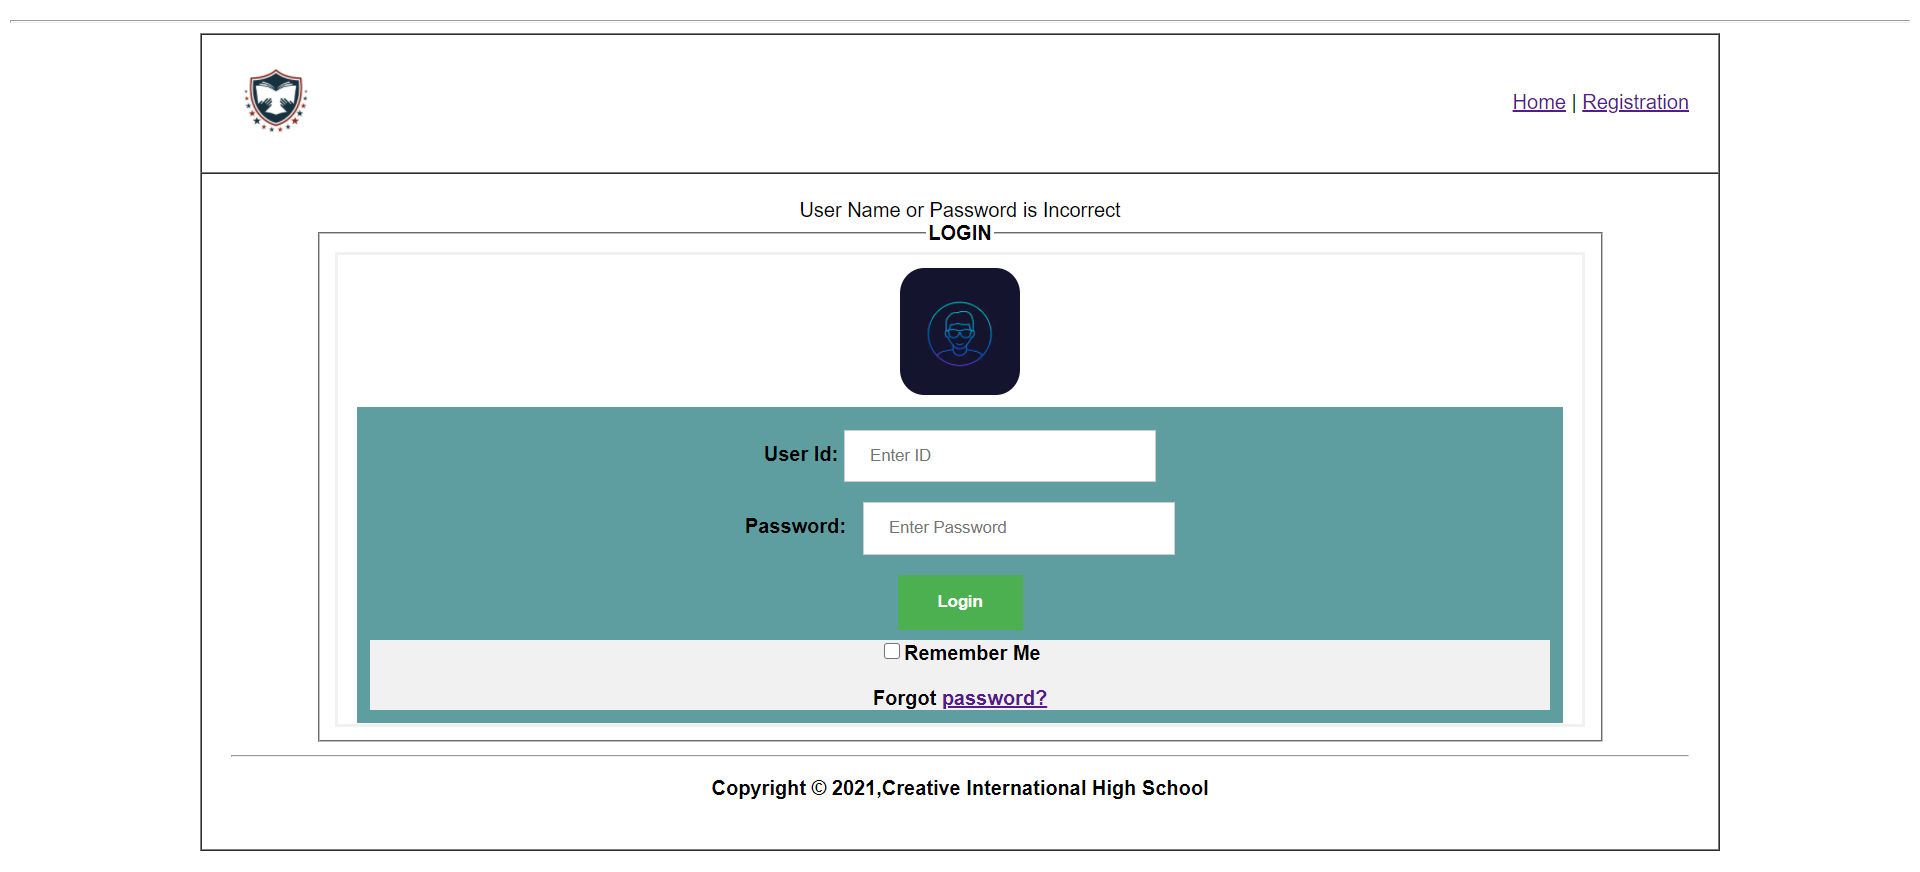 Home | Registration
User Name or Password is Incorrect
LOGIN
User Id: Enter ID
Password: Enter Password
Login
Remember Me
Forgot password?
Copyright © 2021,Creative International High School